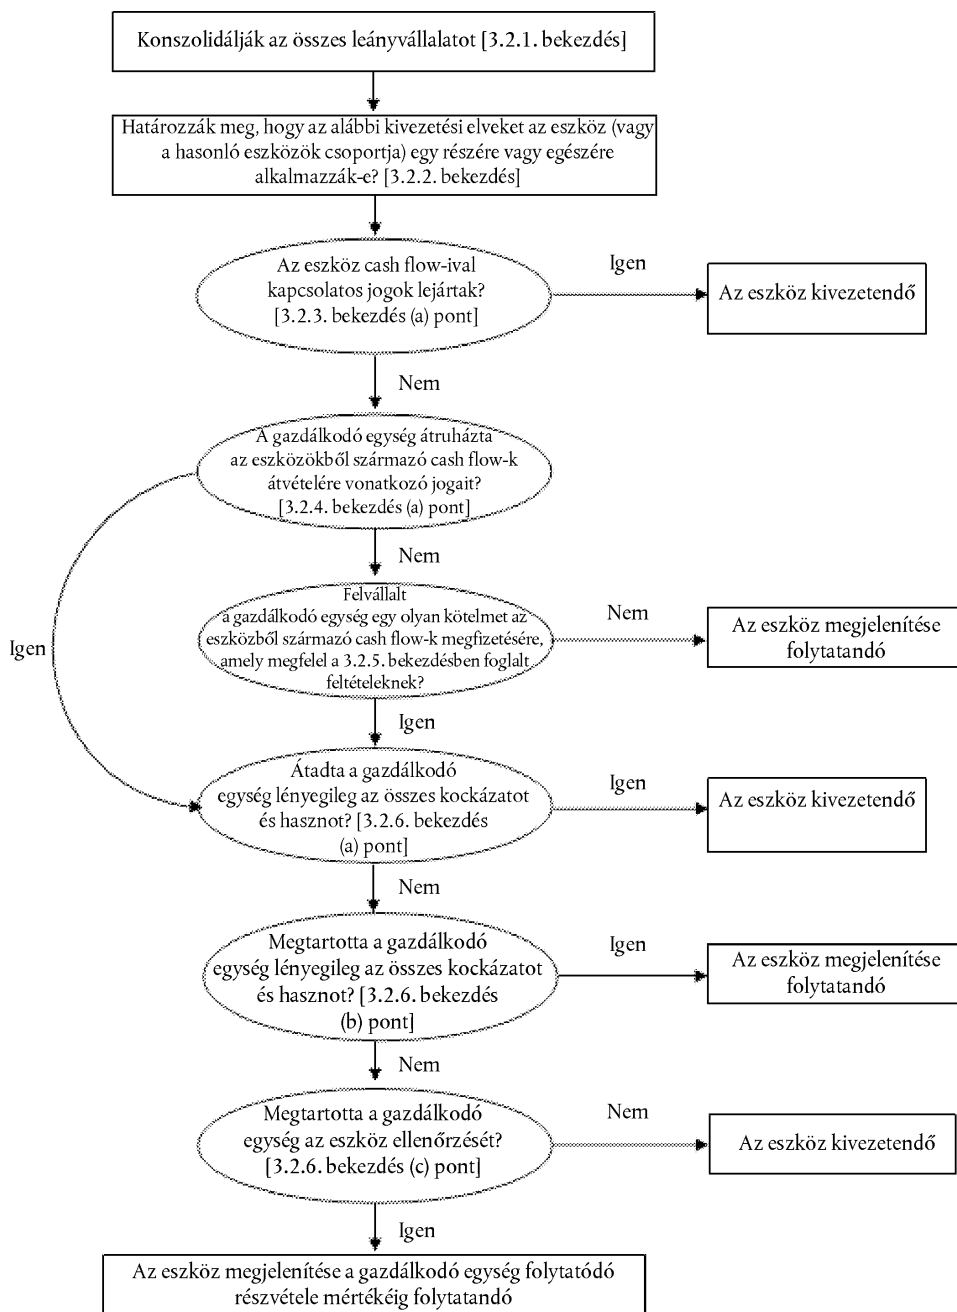 Konszolidálják az összes leányvállalatot [3.2.1. bekezdés]
Határozzák meg, hogy az alábbi kivezetési elveket az eszköz (vagy
a hasonló eszközök csoportja) egy részére vagy egészére
alkalmazzák-e? [3.2.2. bekezdés]
Az eszköz cash flow-ival
kapcsolatos jogok lejártak?
[3.2.3. bekezdés (a) pont]
Igen
Az eszköz kivezetendő
Nem
A gazdálkodó egység átruházta
az eszközökből származó cash flow-k
átvételére vonatkozó jogait?
[3.2.4. bekezdés (a) pont]
Nem
Igen
Felvállalt
a gazdálkodó egység egy olyan kötelmet az
eszközből származó cash flow-k megfizetésére,
amely megfelel a 3.2.5. bekezdésben foglalt
feltételeknek?
Nem
Az eszköz megjelenítése
folytatandó
Igen
Átadta a gazdálkodó
egység lényegileg az összes kockázatot
és hasznot? [3.2.6. bekezdés
(a) pont]
Igen
Az eszköz kivezetendő
Nem
Megtartotta a gazdálkodó
egység lényegileg az összes kockázatot
és hasznot? [3.2.6. bekezdés
(b) pont]
Igen
Az eszköz megjelenítése
folytatandó
Nem
Megtartotta a gazdálkodó
egység az eszköz ellenőrzését?
[3.2.6. bekezdés (c) pont]
Nem
Az eszköz kivezetendő
Igen
Az eszköz megjelenítése a gazdálkodó egység folytatódó
részvétele mértékéig folytatandó